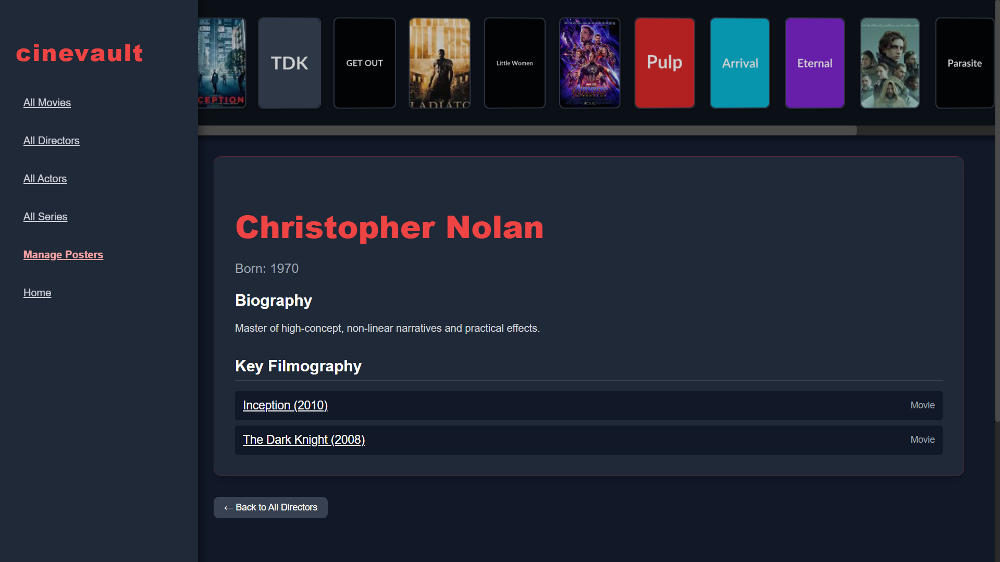 cinevault
All Movies
All Directors
All Actors
All Series
Manage Posters
Home
CEPTION
TDK
GET OUT
LADIATO
Little Women
AVENGERS
ENDGAME
Pulp
Arrival
Eternal
Parasite
Christopher Nolan
Born: 1970
Biography
Master of high-concept, non-linear narratives and practical effects.
Key Filmography
Inception (2010) Movie
The Dark Knight (2008) Movie
← Back to All Directors